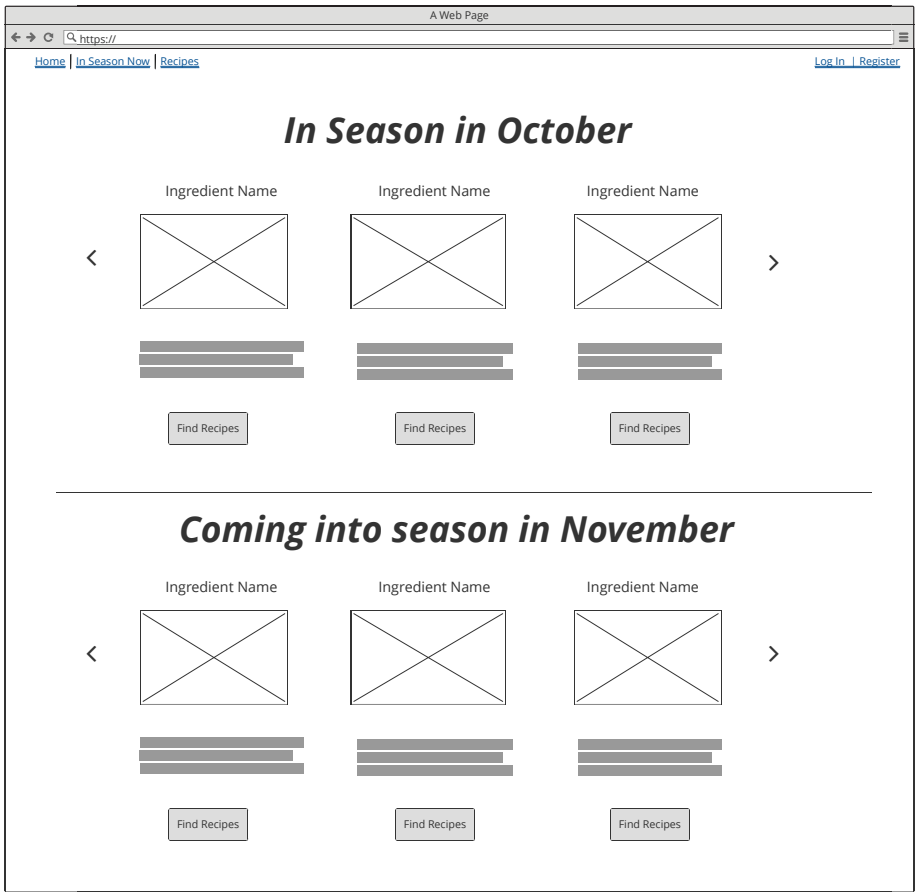 A Web Page
https://
Home | In Season Now | Recipes Log In | Register
In Season in October
Ingredient Name Ingredient Name Ingredient Name
Find Recipes Find Recipes Find Recipes
Coming into season in November
Ingredient Name Ingredient Name Ingredient Name
Find Recipes Find Recipes Find Recipes